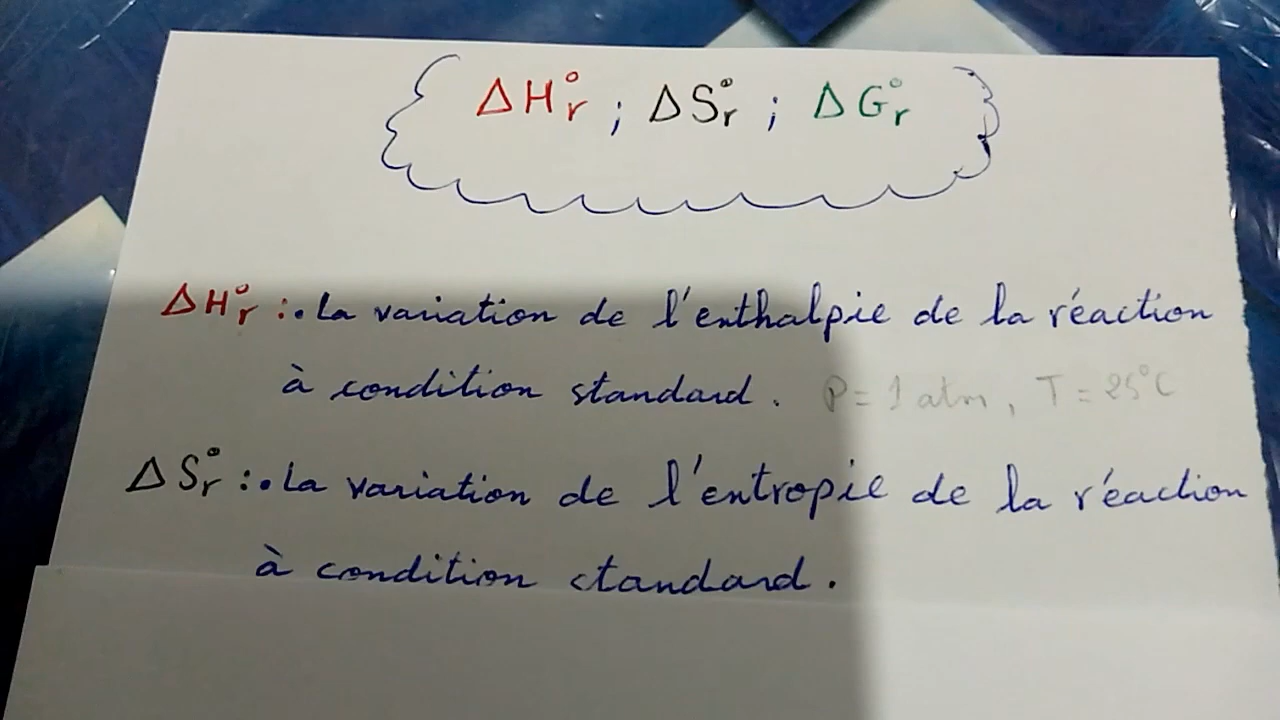 ΔH°r ; ΔS°r ; ΔG°r
ΔH°r : . La variation de l'enthalpie de la réaction
à condition standard . P = 1 atm , T = 25°C
ΔS°r : . La variation de l'entropie de la réaction
à condition standard .